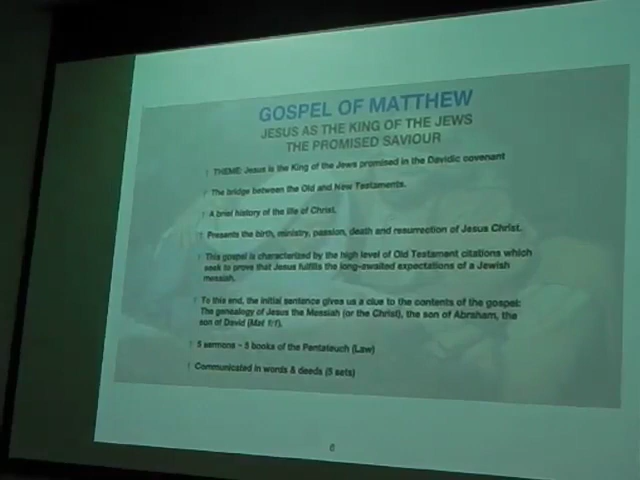 GOSPEL OF MATTHEW
JESUS AS THE KING OF THE JEWS
THE PROMISED SAVIOUR
THEME: Jesus is the King of the Jews promised in the Davidic covenant
The bridge between the Old and New Testaments.
A brief history of the life of Christ.
Presents the birth, ministry, passion, death and resurrection of Jesus Christ.
This gospel is characterized by the high level of Old Testament citations which
seek to prove that Jesus fulfils the long-awaited expectations of a Jewish
messiah.
To this end, the initial sentence gives us a clue to the contents of the gospel:
The genealogy of Jesus the Messiah (or the Christ), the son of Abraham, the
son of David (Mat 1:1).
5 sermons – 5 books of the Pentateuch (Law)
Communicated in words & deeds (5 sets)
6